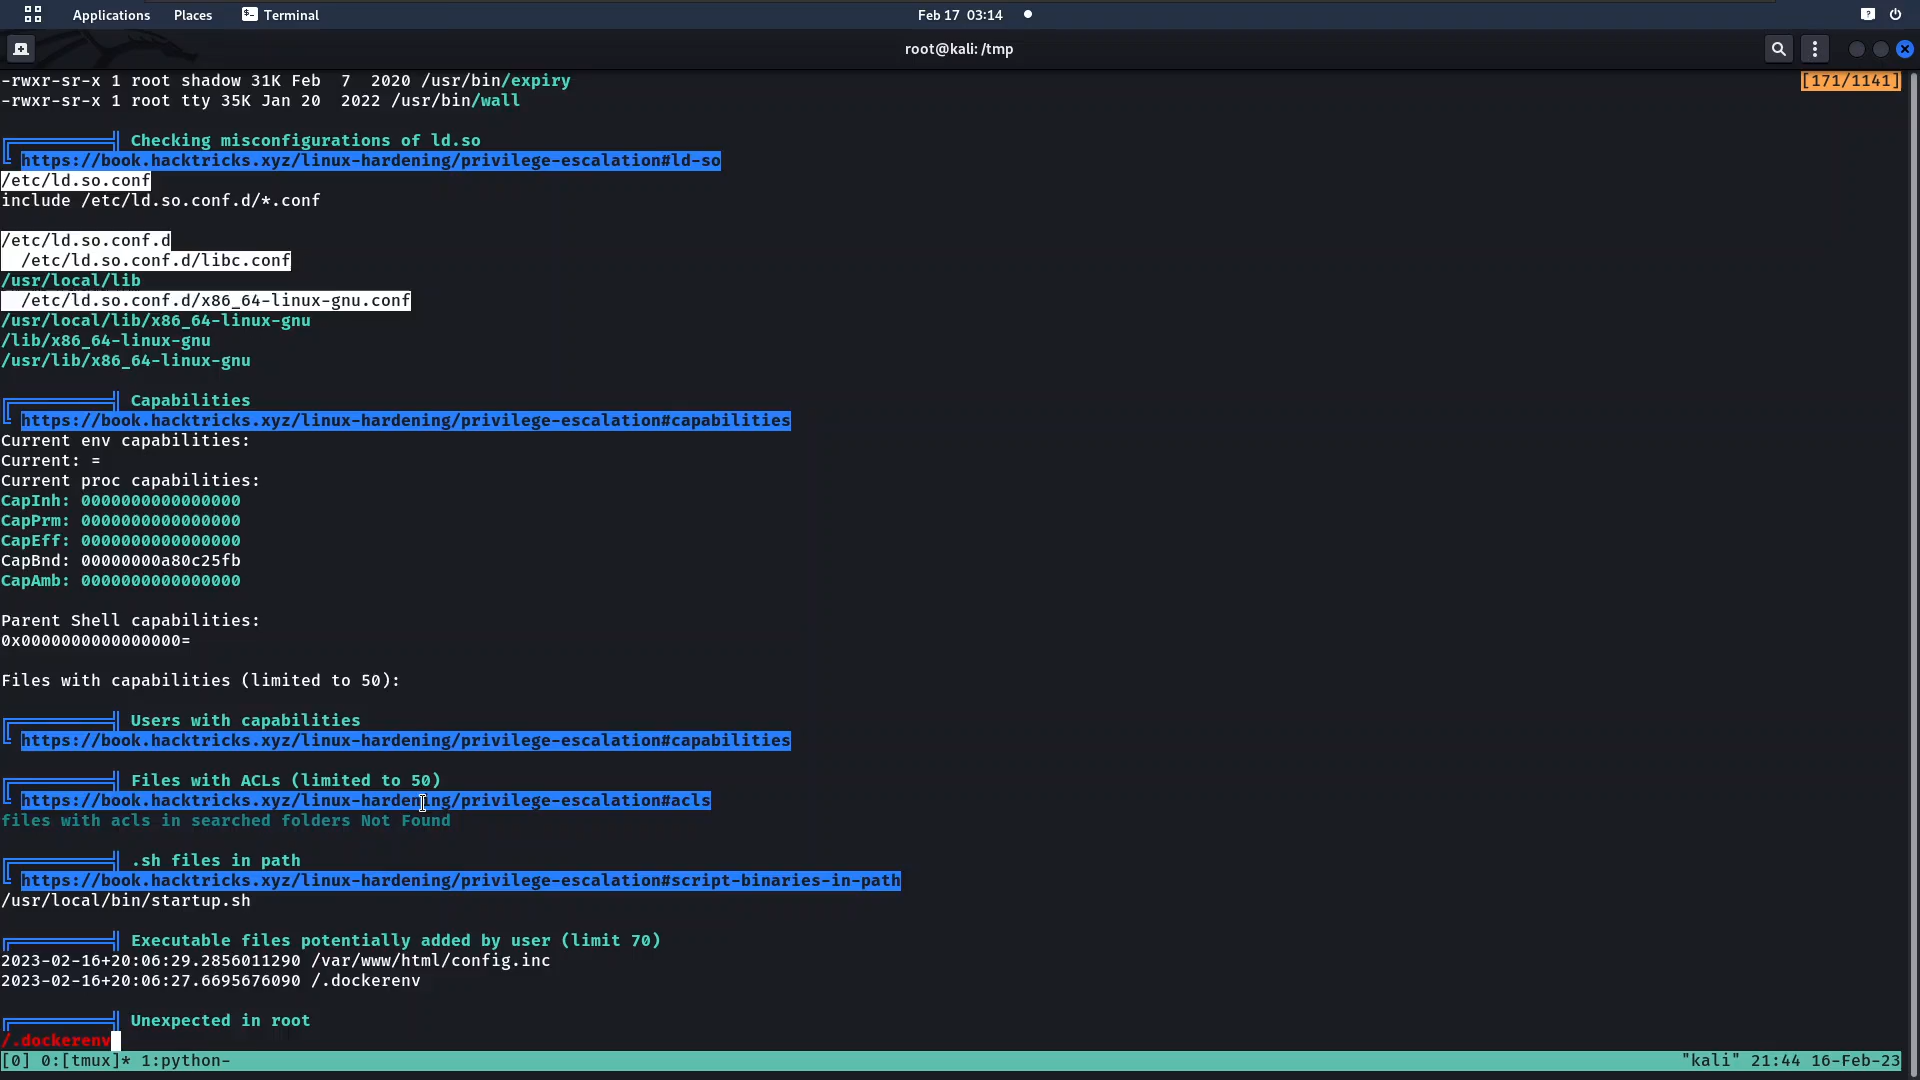 Applications Places Terminal Feb 17 03:14
root@kali: /tmp
-rwxr-sr-x 1 root shadow 31K Feb  7  2020 /usr/bin/expiry [171/1141]
-rwxr-sr-x 1 root tty 35K Jan 20  2022 /usr/bin/wall
Checking misconfigurations of ld.so
https://book.hacktricks.xyz/linux-hardening/privilege-escalation#ld-so
/etc/ld.so.conf
include /etc/ld.so.conf.d/*.conf
/etc/ld.so.conf.d
/etc/ld.so.conf.d/libc.conf
/usr/local/lib
/etc/ld.so.conf.d/x86_64-linux-gnu.conf
/usr/local/lib/x86_64-linux-gnu
/lib/x86_64-linux-gnu
/usr/lib/x86_64-linux-gnu
Capabilities
https://book.hacktricks.xyz/linux-hardening/privilege-escalation#capabilities
Current env capabilities:
Current: =
Current proc capabilities:
CapInh: 0000000000000000
CapPrm: 0000000000000000
CapEff: 0000000000000000
CapBnd: 00000000a80c25fb
CapAmb: 0000000000000000
Parent Shell capabilities:
0x0000000000000000=
Files with capabilities (limited to 50):
Users with capabilities
https://book.hacktricks.xyz/linux-hardening/privilege-escalation#capabilities
Files with ACLs (limited to 50)
https://book.hacktricks.xyz/linux-hardening/privilege-escalation#acls
files with acls in searched folders Not Found
.sh files in path
https://book.hacktricks.xyz/linux-hardening/privilege-escalation#script-binaries-in-path
/usr/local/bin/startup.sh
Executable files potentially added by user (limit 70)
2023-02-16+20:06:29.2856011290 /var/www/html/config.inc
2023-02-16+20:06:27.6695676090 /.dockerenv
Unexpected in root
/.dockerenv
[0] 0:[tmux]* 1:python- "kali" 21:44 16-Feb-23